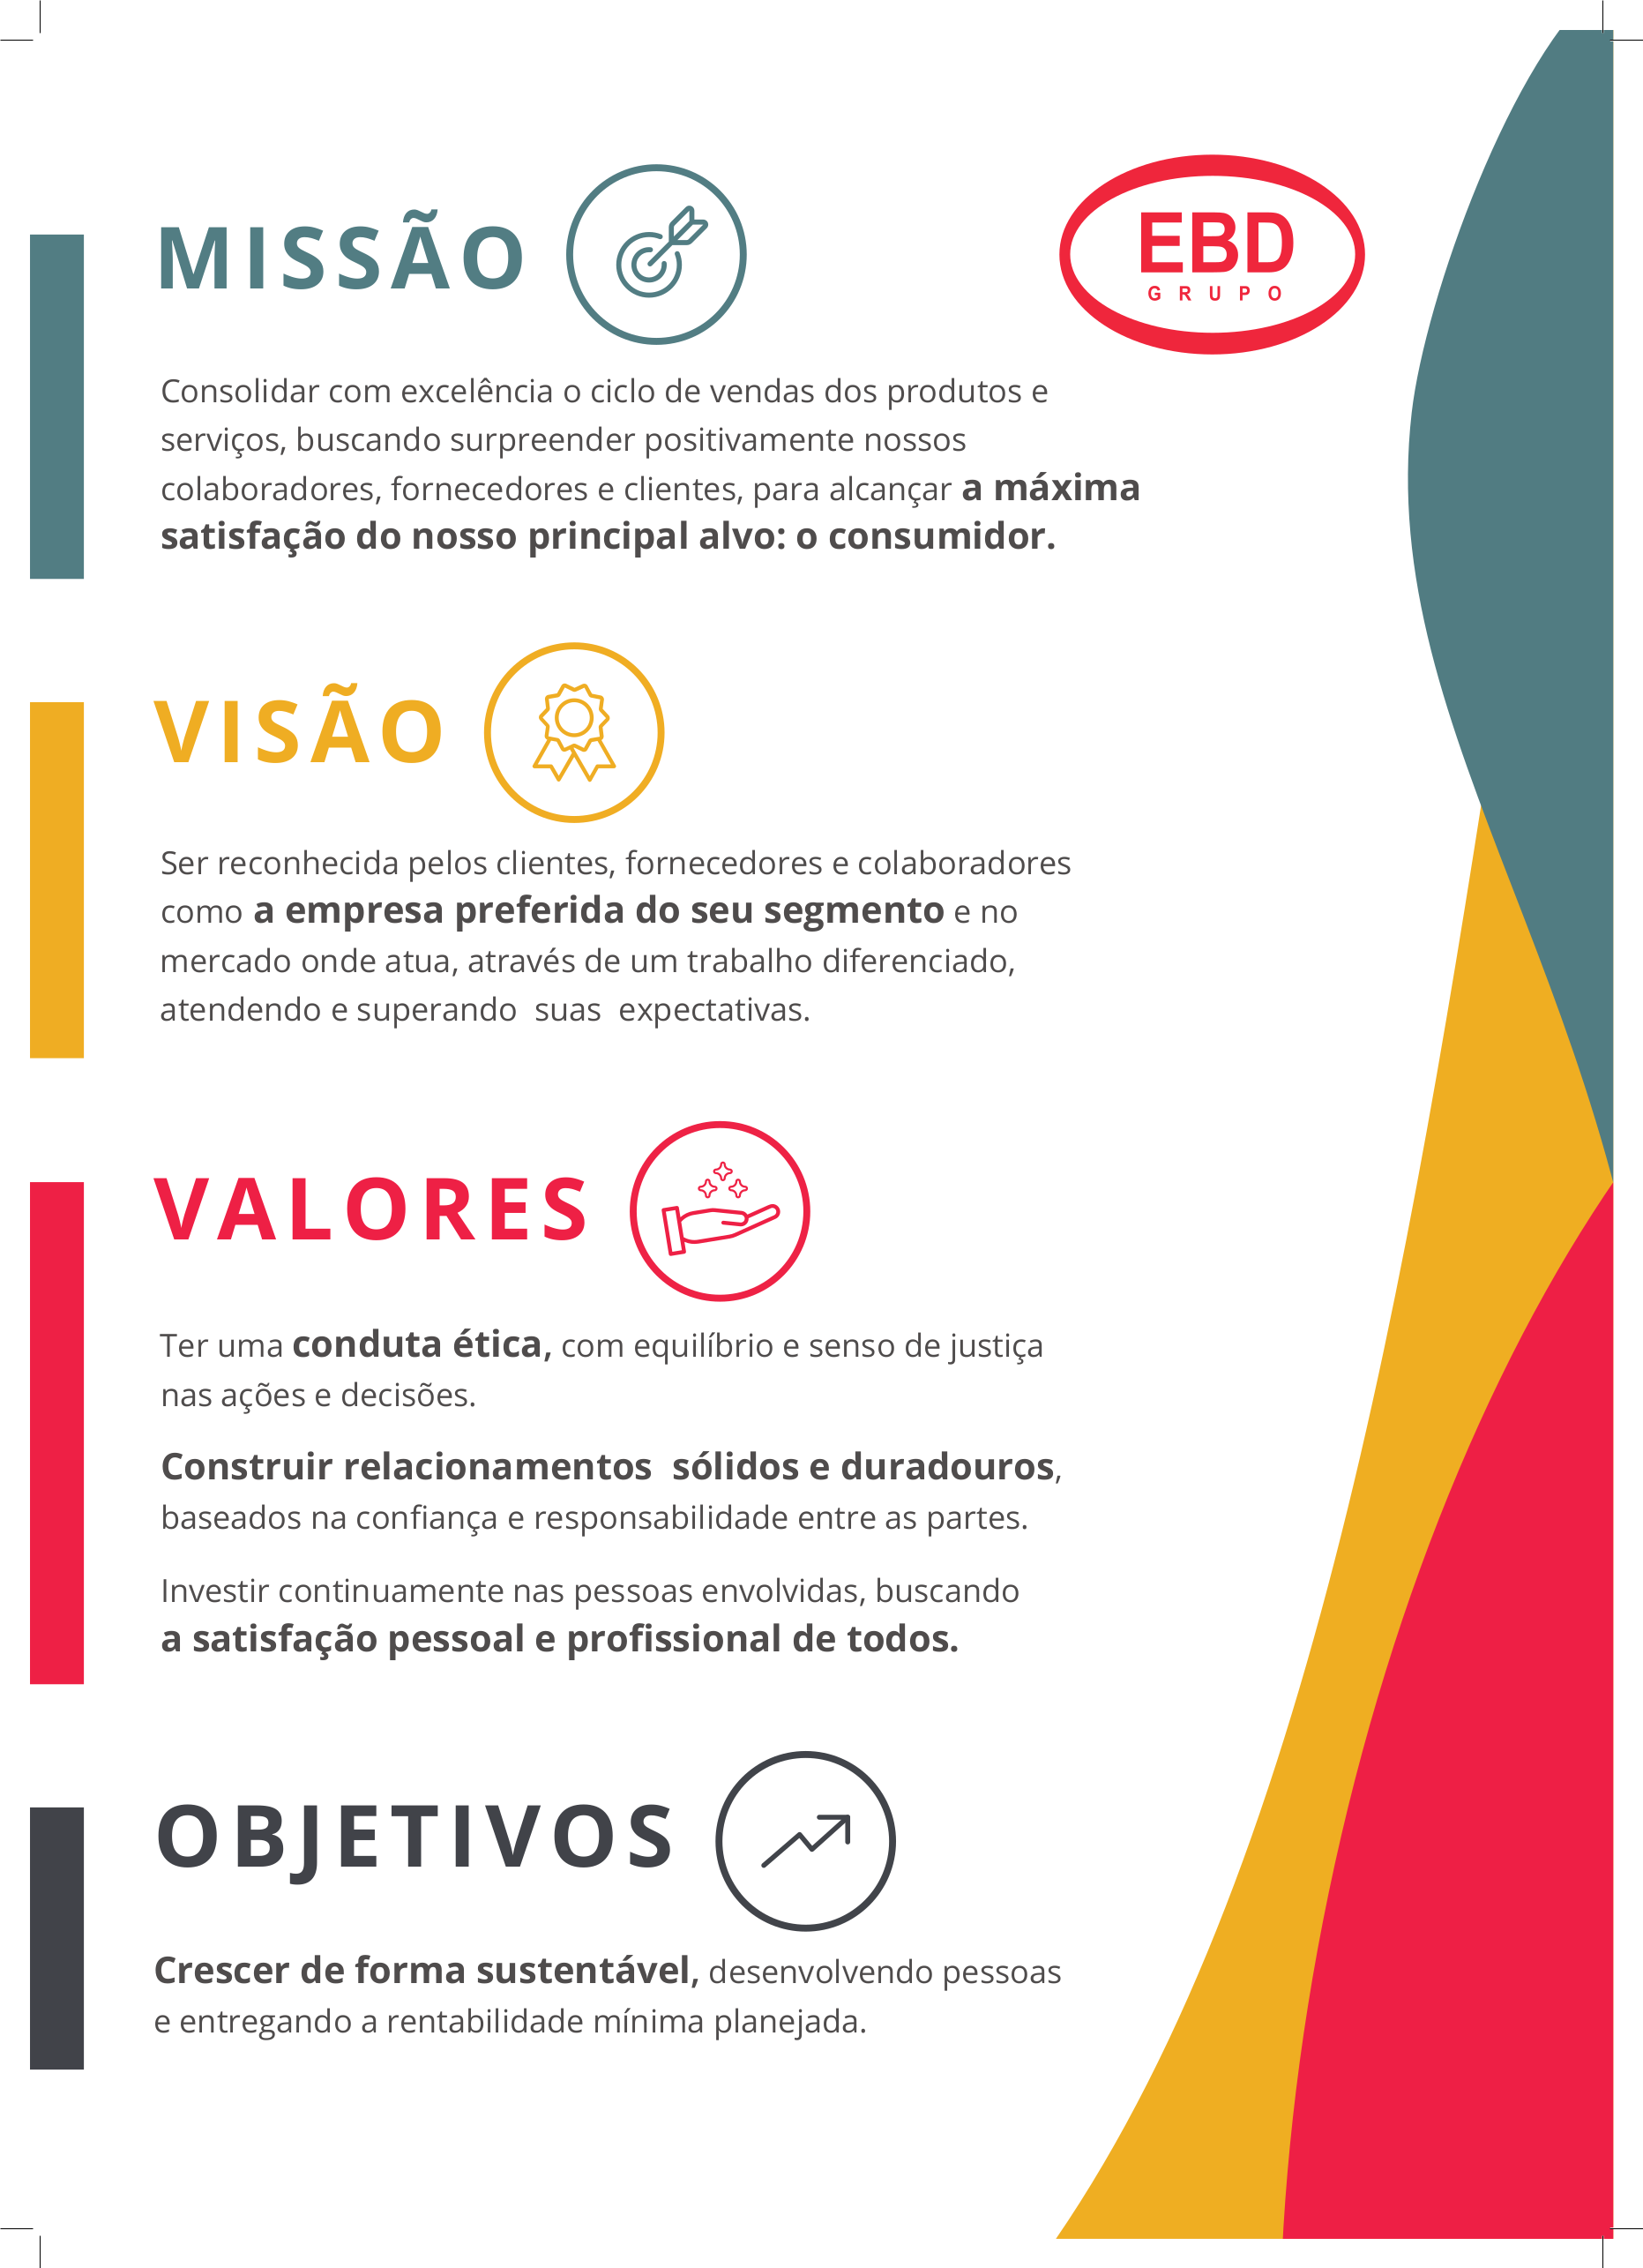 MISSÃO
EBD
GRUPO
Consolidar com excelência o ciclo de vendas dos produtos e
serviços, buscando surpreender positivamente nossos
colaboradores, fornecedores e clientes, para alcançar a máxima
satisfação do nosso principal alvo: o consumidor.
VISÃO
Ser reconhecida pelos clientes, fornecedores e colaboradores
como a empresa preferida do seu segmento e no
mercado onde atua, através de um trabalho diferenciado,
atendendo e superando suas expectativas.
VALORES
Ter uma conduta ética, com equilíbrio e senso de justiça
nas ações e decisões.
Construir relacionamentos sólidos e duradouros,
baseados na confiança e responsabilidade entre as partes.
Investir continuamente nas pessoas envolvidas, buscando
a satisfação pessoal e profissional de todos.
OBJETIVOS
Crescer de forma sustentável, desenvolvendo pessoas
e entregando a rentabilidade mínima planejada.